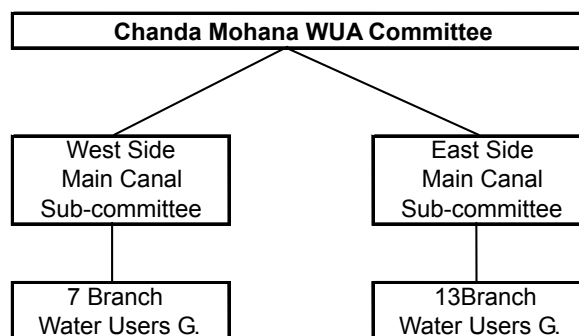 Chanda Mohana WUA Committee
West Side
Main Canal
Sub-committee
East Side
Main Canal
Sub-committee
7 Branch
Water Users G.
13Branch
Water Users G.